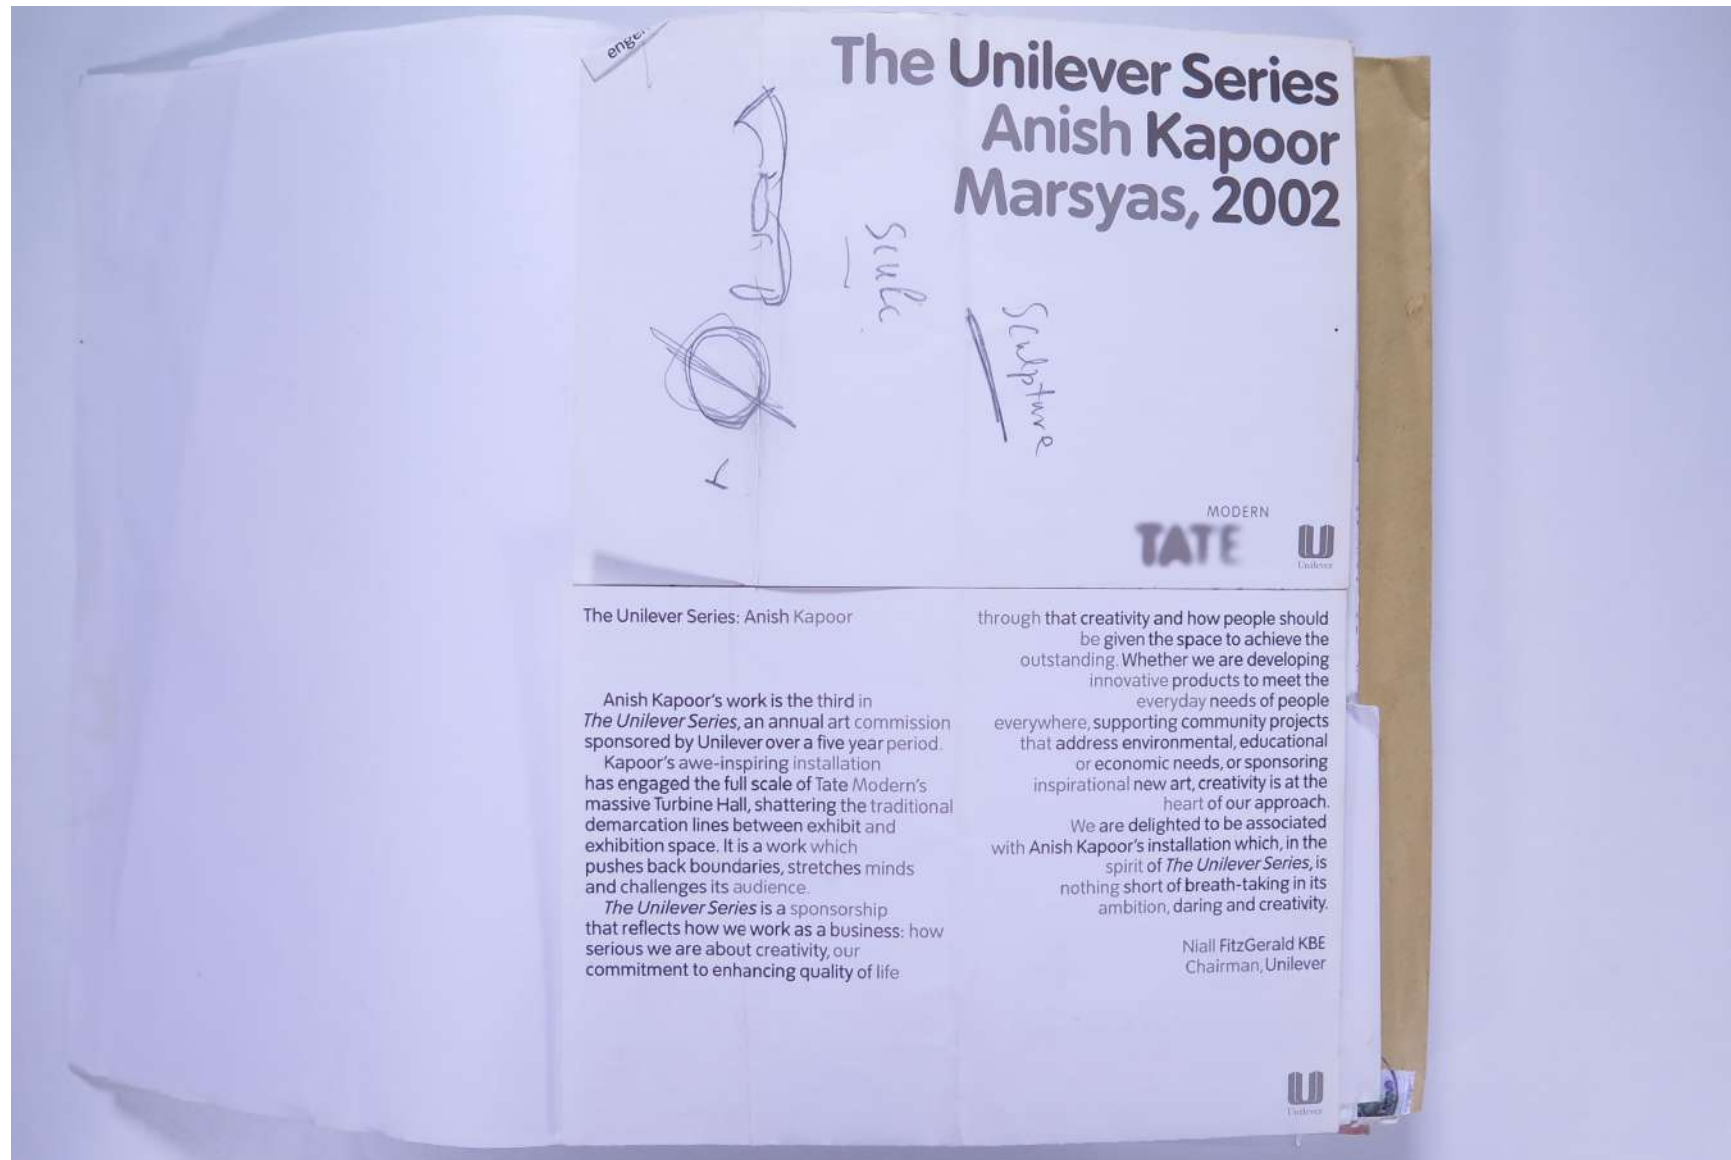 The Unilever Series
Anish Kapoor
Marsyas, 2002
Sculptur​e
MODERN
TATE
Unilever
The Unilever Series: Anish Kapoor
Anish Kapoor's work is the third in
The Unilever Series, an annual art commission
sponsored by Unilever over a five year period.
Kapoor's awe-inspiring installation
has engaged the full scale of Tate Modern's
massive Turbine Hall, shattering the traditional
demarcation lines between exhibit and
exhibition space. It is a work which
pushes back boundaries, stretches minds
and challenges its audience.
The Unilever Series is a sponsorship
that reflects how we work as a business: how
serious we are about creativity, our
commitment to enhancing quality of life
through that creativity and how people should
be given the space to achieve the
outstanding. Whether we are developing
innovative products to meet the
everyday needs of people
everywhere, supporting community projects
that address environmental, educational
or economic needs, or sponsoring
inspirational new art, creativity is at the
heart of our approach.
We are delighted to be associated
with Anish Kapoor's installation which, in the
spirit of The Unilever Series, is
nothing short of breath-taking in its
ambition, daring and creativity.
Niall FitzGerald KBE
Chairman, Unilever
Unilever